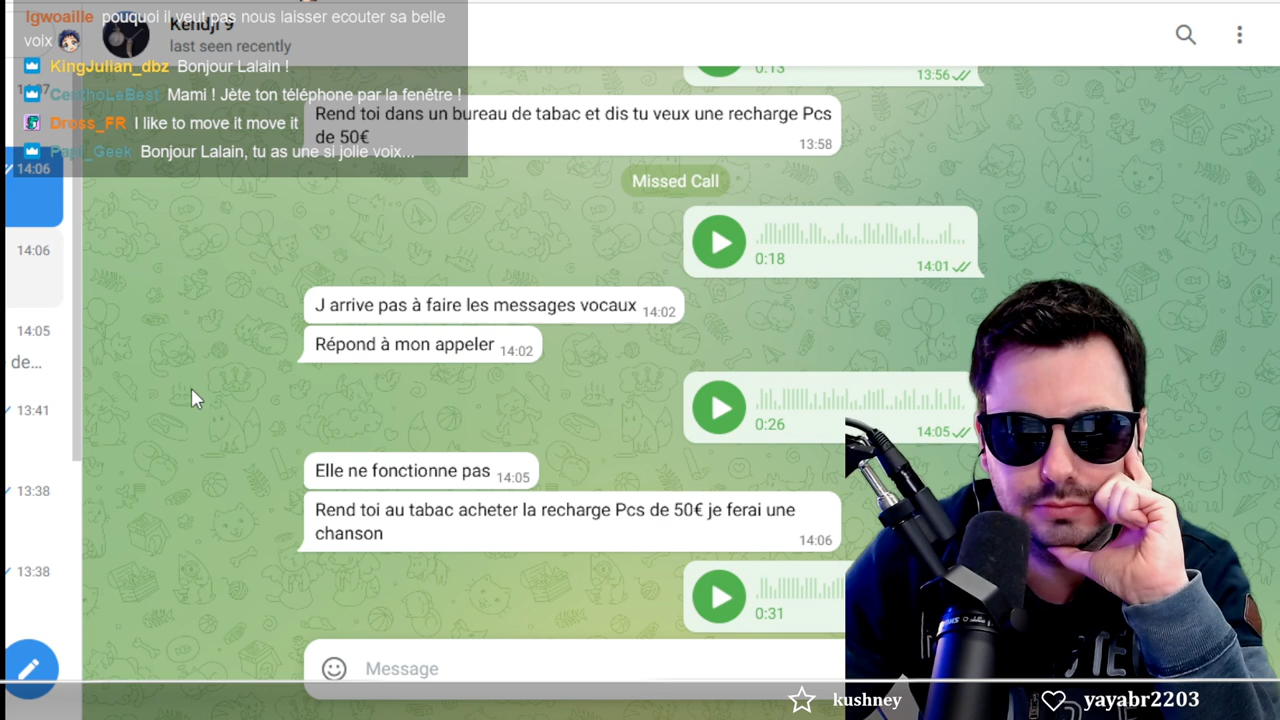 Igwoaille pouquoi il veut pas nous laisser ecouter sa belle
voix
Kendji 9
last seen recently
KingJulian_dbz Bonjour Lalain !
CenthoLeBest Mami ! Jète ton téléphone par la fenêtre !
Dross_FR I like to move it move it
Papi_Geek Bonjour Lalain, tu as une si jolie voix...
0:13
13:56
Rend toi dans un bureau de tabac et dis tu veux une recharge Pcs
de 50€
13:58
14:06
Missed Call
14:06
0:18
14:01
J arrive pas à faire les messages vocaux 14:02
14:05
Répond à mon appeler 14:02
de...
13:41
0:26
14:05
Elle ne fonctionne pas 14:05
13:38
Rend toi au tabac acheter la recharge Pcs de 50€ je ferai une
chanson
14:06
13:38
0:31
Message
kushney
yayabr2203